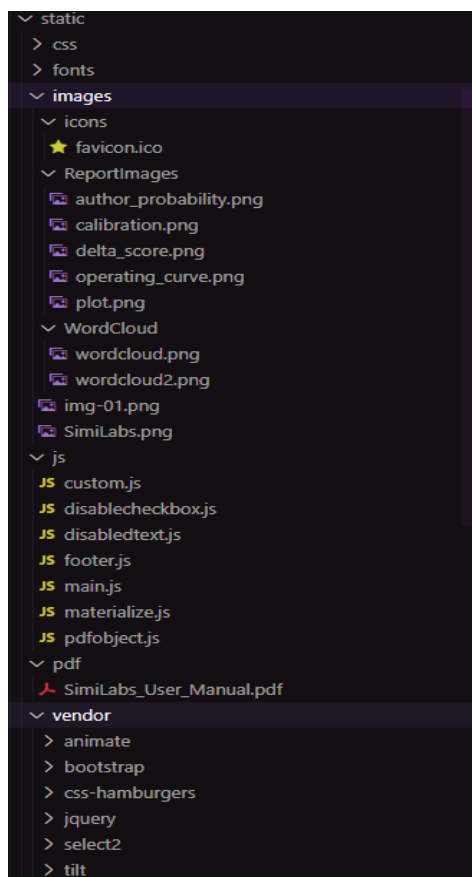 static
css
fonts
images
icons
favicon.ico
ReportImages
author_probability.png
calibration.png
delta_score.png
operating_curve.png
plot.png
WordCloud
wordcloud.png
wordcloud2.png
img-01.png
SimiLabs.png
js
JS custom.js
JS disablecheckbox.js
JS disabledtext.js
JS footer.js
JS main.js
JS materialize.js
JS pdfobject.js
pdf
SimiLabs_User_Manual.pdf
vendor
animate
bootstrap
css-hamburgers
jquery
select2
tilt